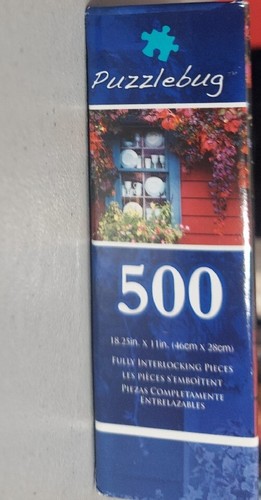 Puzzlebug
500
18.25in. x 11in. (46cm x 28cm)
Fully Interlocking Pieces
les pièces s'emboîtent
Piezas Completamente
Entrelazables